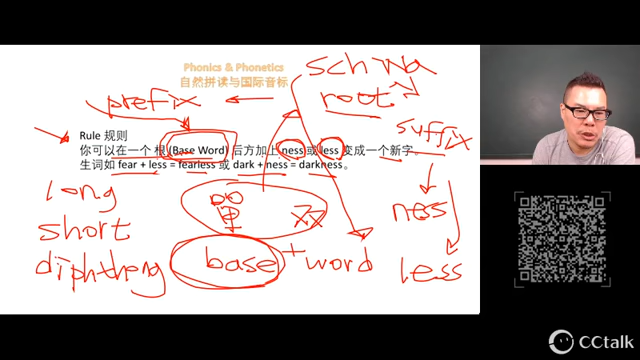 Phonics & Phonetics
自然拼读与国际音标
schwa
prefix
root
suffix
Rule 规则
你可以在一个 根 (Base Word) 后方加上 ness 或 less 变成一个新字.
生词如 fear + less = fearless 或 dark + ness = darkness。
long
short
diphthong
ness
base + word
less
CCtalk